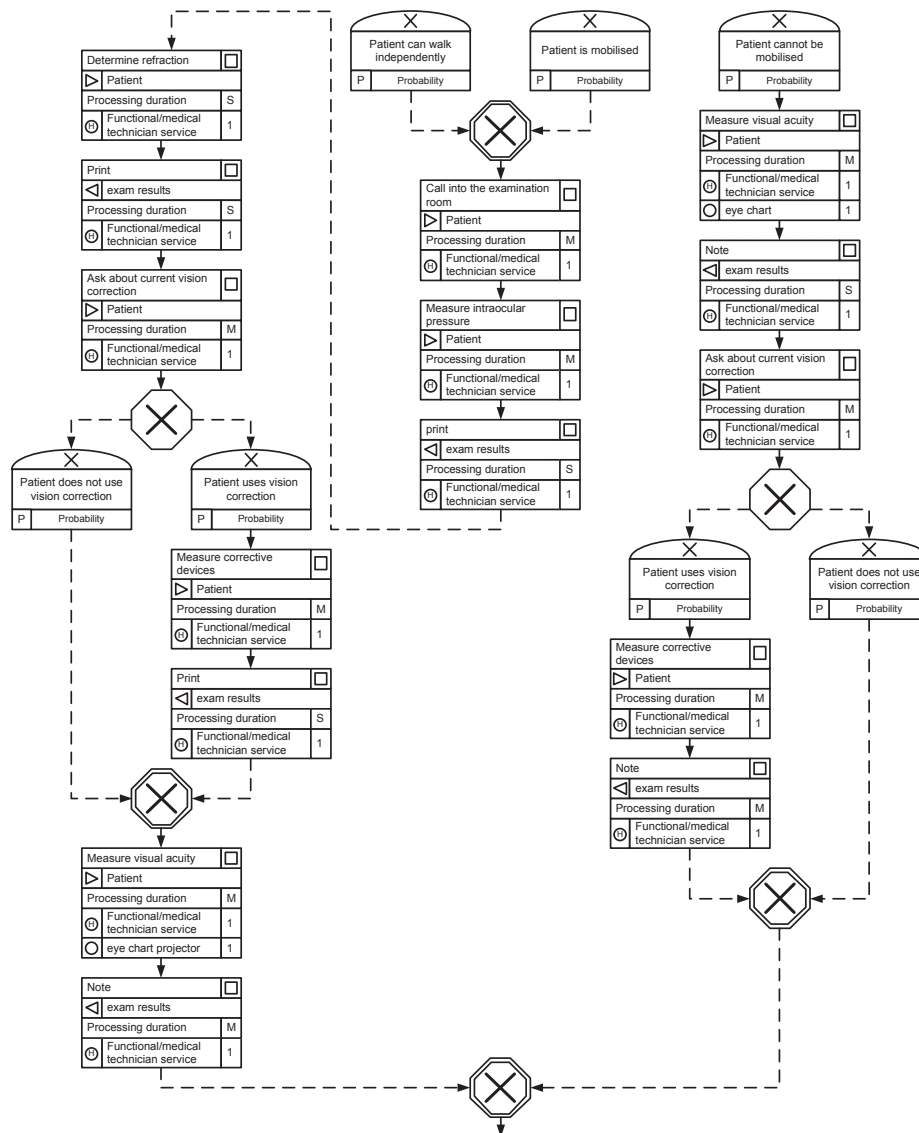 Patient can walk
independently
P Probability
Patient is mobilised
P Probability
Patient cannot be
mobilised
P Probability
Determine refraction
Patient
Processing duration S
H Functional/medical
technician service 1
Print
exam results
Processing duration S
H Functional/medical
technician service 1
Ask about current vision
correction
Patient
Processing duration M
H Functional/medical
technician service 1
Patient does not use
vision correction
P Probability
Patient uses vision
correction
P Probability
Measure corrective
devices
Patient
Processing duration M
H Functional/medical
technician service 1
Print
exam results
Processing duration S
H Functional/medical
technician service 1
Measure visual acuity
Patient
Processing duration M
H Functional/medical
technician service 1
eye chart projector 1
Note
exam results
Processing duration M
H Functional/medical
technician service 1
Call into the examination
room
Patient
Processing duration M
H Functional/medical
technician service 1
Measure intraocular
pressure
Patient
Processing duration M
H Functional/medical
technician service 1
print
exam results
Processing duration S
H Functional/medical
technician service 1
Measure visual acuity
Patient
Processing duration M
H Functional/medical
technician service 1
eye chart 1
Note
exam results
Processing duration S
H Functional/medical
technician service 1
Ask about current vision
correction
Patient
Processing duration M
H Functional/medical
technician service 1
Patient uses vision
correction
P Probability
Patient does not use
vision correction
P Probability
Measure corrective
devices
Patient
Processing duration M
H Functional/medical
technician service 1
Note
exam results
Processing duration M
H Functional/medical
technician service 1